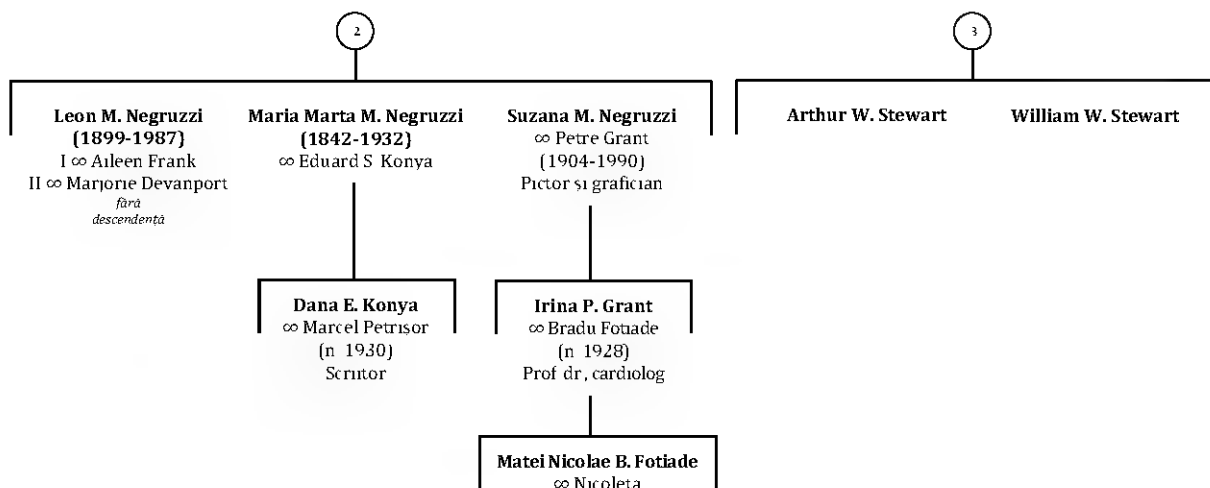 2
3
Leon M. Negruzzi
(1899-1987)
I ∞ Aileen Frank
II ∞ Marjorie Devanport
fără
descendență
Maria Marta M. Negruzzi
(1842-1932)
∞ Eduard S Konya
Suzana M. Negruzzi
∞ Petre Grant
(1904-1990)
Pictor și grafician
Arthur W. Stewart
William W. Stewart
Dana E. Konya
∞ Marcel Petrișor
(n 1930)
Scriitor
Irina P. Grant
∞ Bradu Fotiade
(n 1928)
Prof dr, cardiolog
Matei Nicolae B. Fotiade
∞ Nicoleta